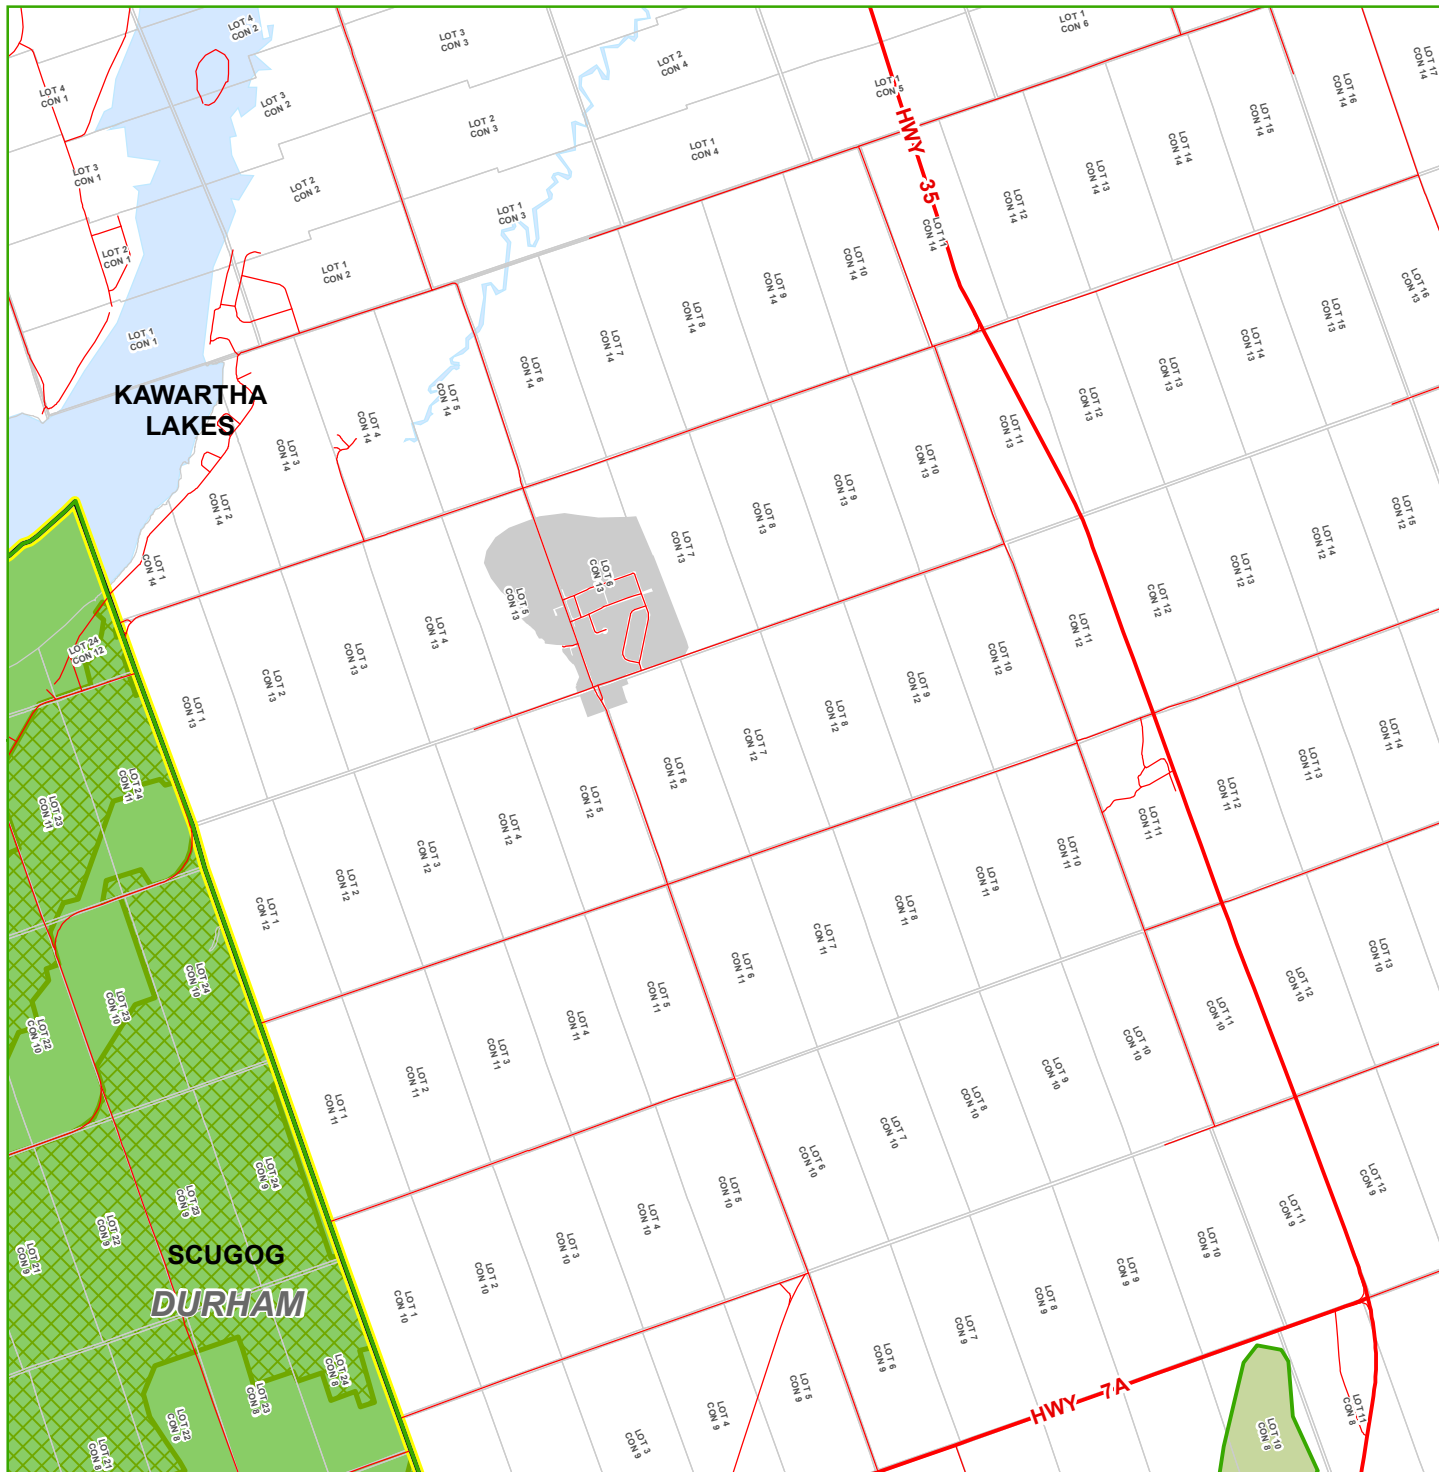 LOT 4
CON 2
LOT 3
CON 3
LOT 2
CON 4
LOT 1
CON 5
LOT 1
CON 6
LOT 16
CON 14
LOT 17
CON 14
LOT 4
CON 1
LOT 3
CON 2
LOT 2
CON 3
LOT 1
CON 4
HWY 35
LOT 12
CON 14
LOT 13
CON 14
LOT 14
CON 14
LOT 15
CON 14
LOT 3
CON 1
LOT 2
CON 2
LOT 1
CON 3
LOT 11
CON 14
LOT 2
CON 1
LOT 1
CON 2
LOT 1
CON 1
LOT 6
CON 14
LOT 7
CON 14
LOT 8
CON 14
LOT 9
CON 14
LOT 10
CON 14
LOT 16
CON 13
LOT 15
CON 13
LOT 14
CON 13
LOT 13
CON 13
LOT 12
CON 13
LOT 11
CON 13
KAWARTHA
LAKES
LOT 5
CON 14
LOT 4
CON 14
LOT 3
CON 14
LOT 2
CON 14
LOT 1
CON 14
LOT 10
CON 13
LOT 9
CON 13
LOT 8
CON 13
LOT 7
CON 13
LOT 6
CON 13
LOT 5
CON 13
LOT 4
CON 13
LOT 3
CON 13
LOT 2
CON 13
LOT 1
CON 13
LOT 15
CON 12
LOT 14
CON 12
LOT 13
CON 12
LOT 12
CON 12
LOT 11
CON 12
LOT 10
CON 12
LOT 9
CON 12
LOT 8
CON 12
LOT 7
CON 12
LOT 6
CON 12
LOT 5
CON 12
LOT 4
CON 12
LOT 3
CON 12
LOT 2
CON 12
LOT 1
CON 12
LOT 24
CON 12
LOT 24
CON 11
LOT 23
CON 11
LOT 14
CON 11
LOT 13
CON 11
LOT 12
CON 11
LOT 11
CON 11
LOT 10
CON 11
LOT 9
CON 11
LOT 8
CON 11
LOT 7
CON 11
LOT 6
CON 11
LOT 5
CON 11
LOT 4
CON 11
LOT 3
CON 11
LOT 2
CON 11
LOT 1
CON 11
LOT 24
CON 10
LOT 23
CON 10
LOT 22
CON 10
LOT 13
CON 10
LOT 12
CON 10
LOT 11
CON 10
LOT 10
CON 10
LOT 9
CON 10
LOT 8
CON 10
LOT 7
CON 10
LOT 6
CON 10
LOT 5
CON 10
LOT 4
CON 10
LOT 3
CON 10
LOT 2
CON 10
LOT 1
CON 10
LOT 24
CON 9
LOT 23
CON 9
LOT 22
CON 9
LOT 21
CON 9
SCUGOG
DURHAM
LOT 12
CON 9
LOT 11
CON 9
LOT 10
CON 9
LOT 9
CON 9
LOT 8
CON 9
LOT 7
CON 9
LOT 6
CON 9
LOT 5
CON 9
LOT 4
CON 9
LOT 3
CON 9
HWY 7A
LOT 24
CON 8
LOT 23
CON 8
LOT 22
CON 8
LOT 21
CON 8
LOT 11
CON 8
LOT 10
CON 8